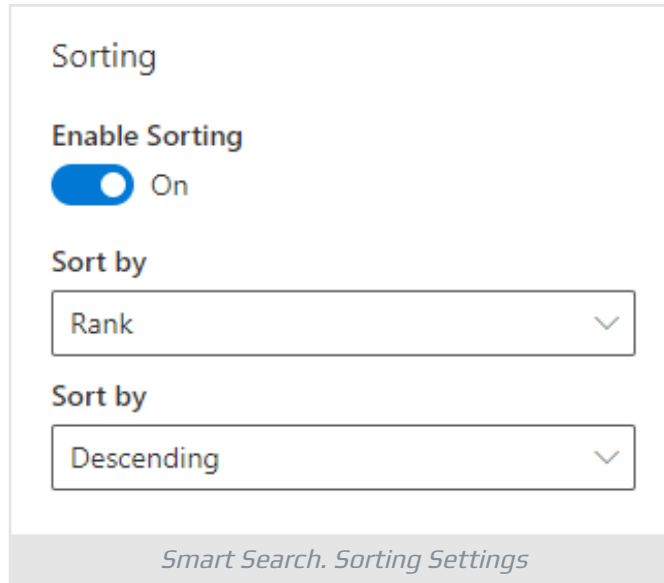 Sorting
Enable Sorting
On
Sort by
Rank
Sort by
Descending
Smart Search. Sorting Settings